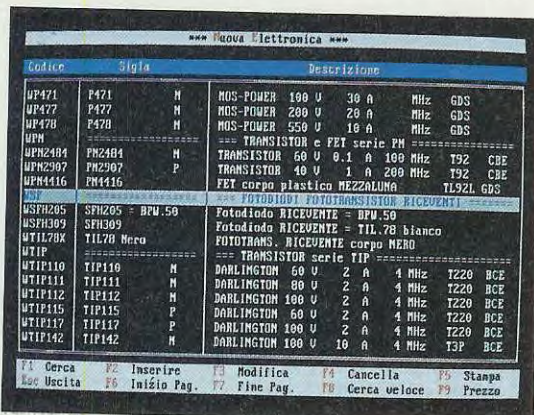 *** Nuova Elettronica ***
Codice Sigla Descrizione
WP471 P471 N MOS-POWER 100 V 30 A MHz GDS
WP477 P477 N MOS-POWER 200 V 20 A MHz GDS
WP478 P478 N MOS-POWER 550 V 10 A MHz GDS
WPN ==================== === TRANSISTOR e FET serie PM ================
WPN2484 PN2484 N TRANSISTOR 60 V 0.1 A 100 MHz T92 CBE
WPN2907 PN2907 P TRANSISTOR 40 V 1 A 200 MHz T92 CBE
WPN4416 PN4416 FET corpo plastico MEZZALUNA TL92L GDS
WSF ==================== === FOTODIODI FOTOTRANSISTOR RICEVENTI =====
WSFH205 SFH205 = BPW.50 Fotodiodo RICEVENTE = BPW.50
WSFH309 SFH309 Fotodiodo RICEVENTE = TIL.78 bianco
WTIL78X TIL78 Nero FOTOTRANS. RICEVENTE corpo NERO
WTIP ==================== === TRANSISTOR serie TIP ====================
WTIP110 TIP110 N DARLINGTON 60 V 2 A 4 MHz T220 BCE
WTIP111 TIP111 N DARLINGTON 80 V 2 A 4 MHz T220 BCE
WTIP112 TIP112 N DARLINGTON 100 V 2 A 4 MHz T220 BCE
WTIP115 TIP115 P DARLINGTON 60 V 2 A 4 MHz T220 BCE
WTIP117 TIP117 P DARLINGTON 100 V 2 A 4 MHz T220 BCE
WTIP142 TIP142 N DARLINGTON 100 V 10 A 4 MHz T3P BCE
F1 Cerca F2 Inserire F3 Modifica F4 Cancella F5 Stampa
Esc Uscita F6 Inizio Pag. F7 Fine Pag. F8 Cerca veloce F9 Prezzo